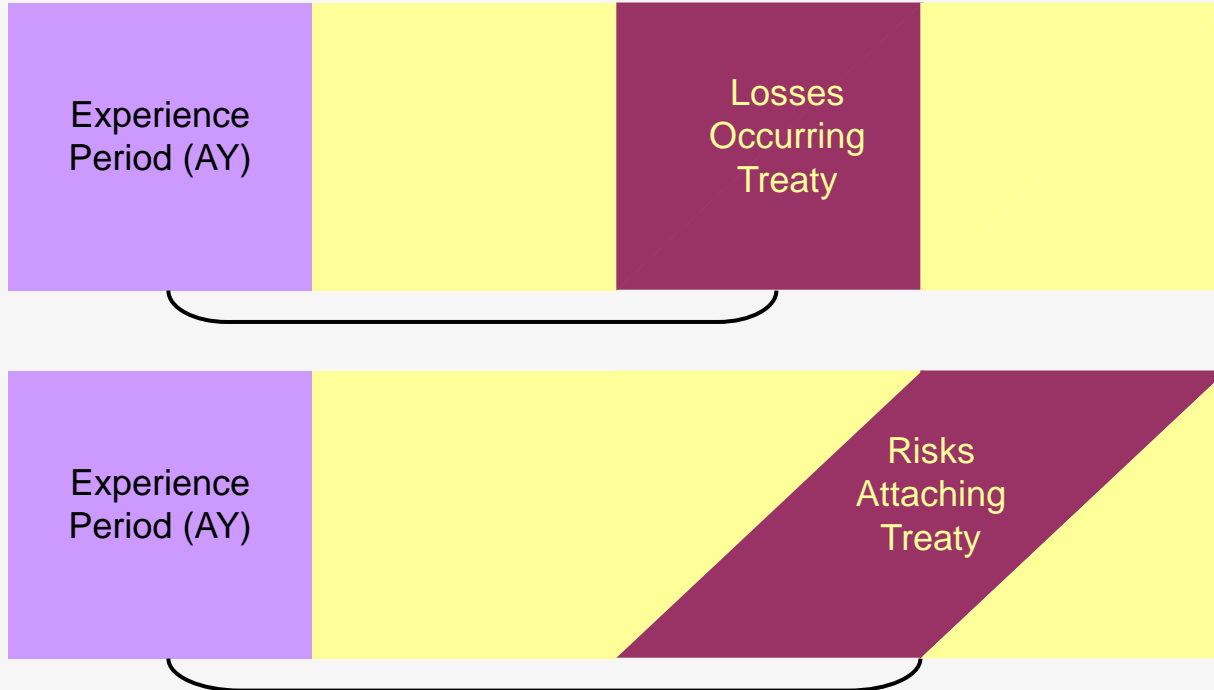 Experience
Period (AY)
Losses
Occurring
Treaty
Experience
Period (AY)
Risks
Attaching
Treaty